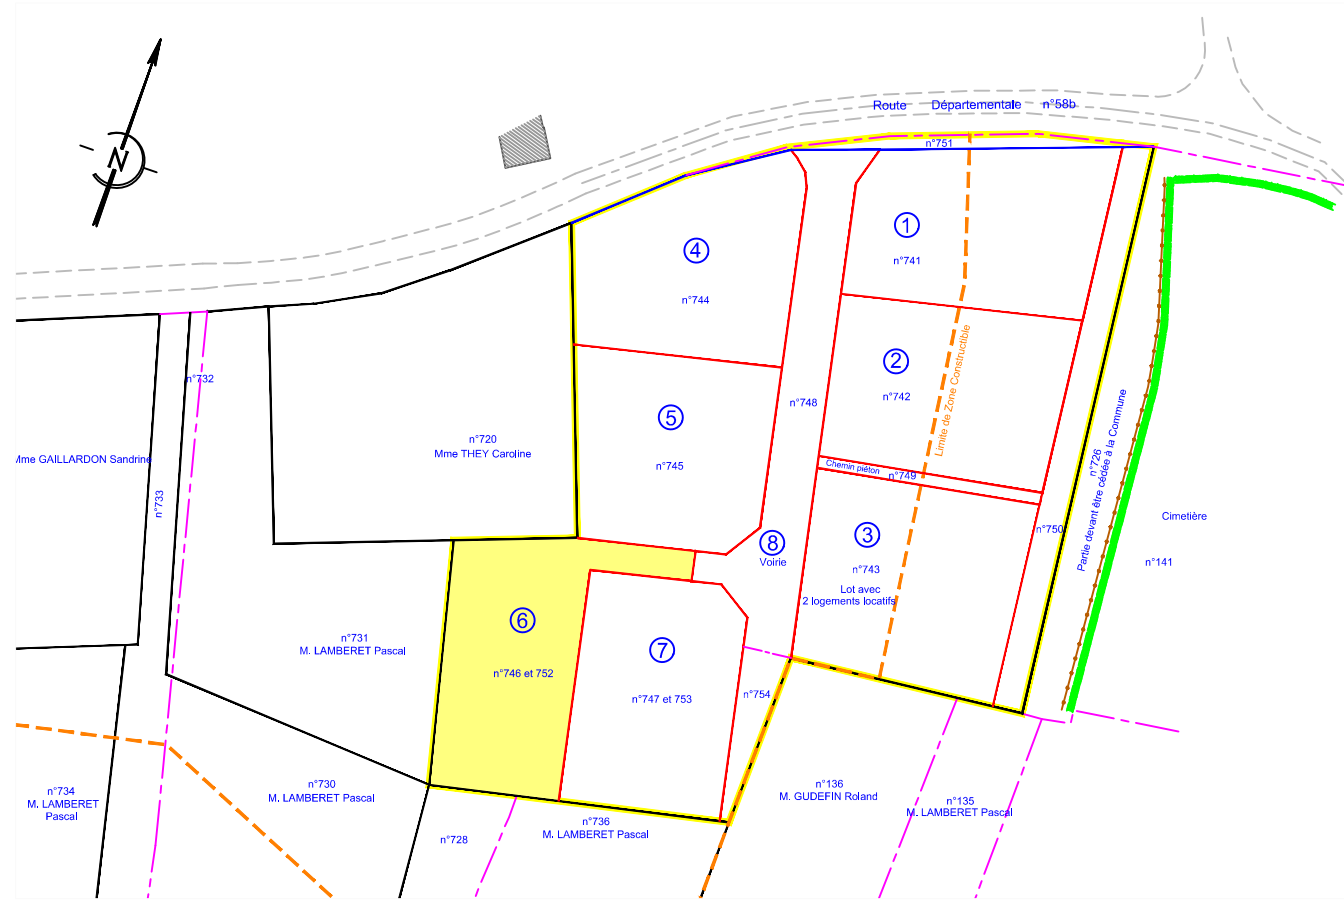 Route Départementale n°58b
n°751
N
1
n°741
4
n°744
2
n°742
Limite de Zone Constructible
n°732
n°748
5
n°745
n°720
Mme THEY Caroline
Mme GAILLARDON Sandrine
n°733
Chemin piéton n°749
n°726
Partie devant être cédée à la Commune
Cimetière
n°141
n°750
3
n°743
Lot avec
2 logements locatifs
8
Voirie
6
n°746 et 752
7
n°747 et 753
n°754
n°731
M. LAMBERET Pascal
n°734
M. LAMBERET
Pascal
n°730
M. LAMBERET Pascal
n°728
n°736
M. LAMBERET Pascal
n°136
M. GUDEFIN Roland
n°135
M. LAMBERET Pascal